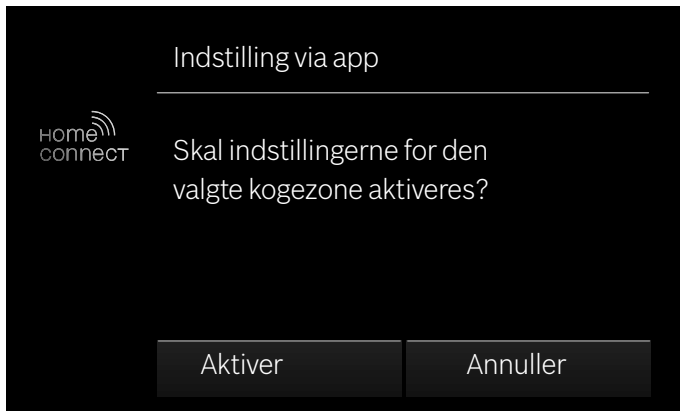 Indstilling via app
Home
connect
Skal indstillingerne for den
valgte kogezone aktiveres?
Aktiver
Annuller